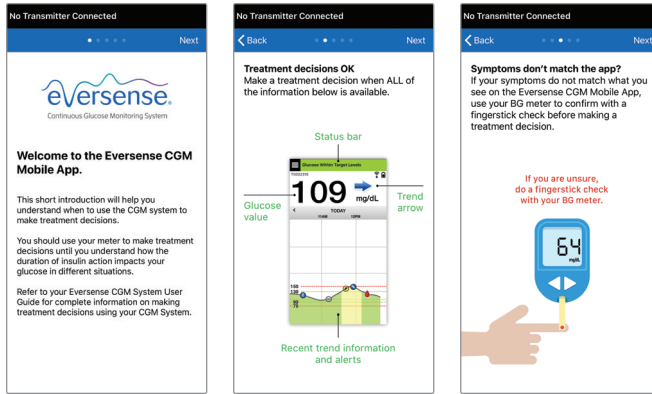 No Transmitter Connected
Next
eversense.
Continuous Glucose Monitoring System
Welcome to the Eversense CGM
Mobile App.
This short introduction will help you
understand when to use the CGM system to
make treatment decisions.
You should use your meter to make treatment
decisions until you understand how the
duration of insulin action impacts your
glucose in different situations.
Refer to your Eversense CGM System User
Guide for complete information on making
treatment decisions using your CGM System.
No Transmitter Connected
Back
Next
Treatment decisions OK
Make a treatment decision when ALL of
the information below is available.
Status bar
Glucose Within Target Levels
109
mg/dL
Glucose
value
Trend
arrow
TODAY
11AM
12PM
150
120
70
Recent trend information
and alerts
No Transmitter Connected
Back
Next
Symptoms don't match the app?
If your symptoms do not match what you
see on the Eversense CGM Mobile App,
use your BG meter to confirm with a
fingerstick check before making a
treatment decision.
If you are unsure,
do a fingerstick check
with your BG meter.
64
mg/dL